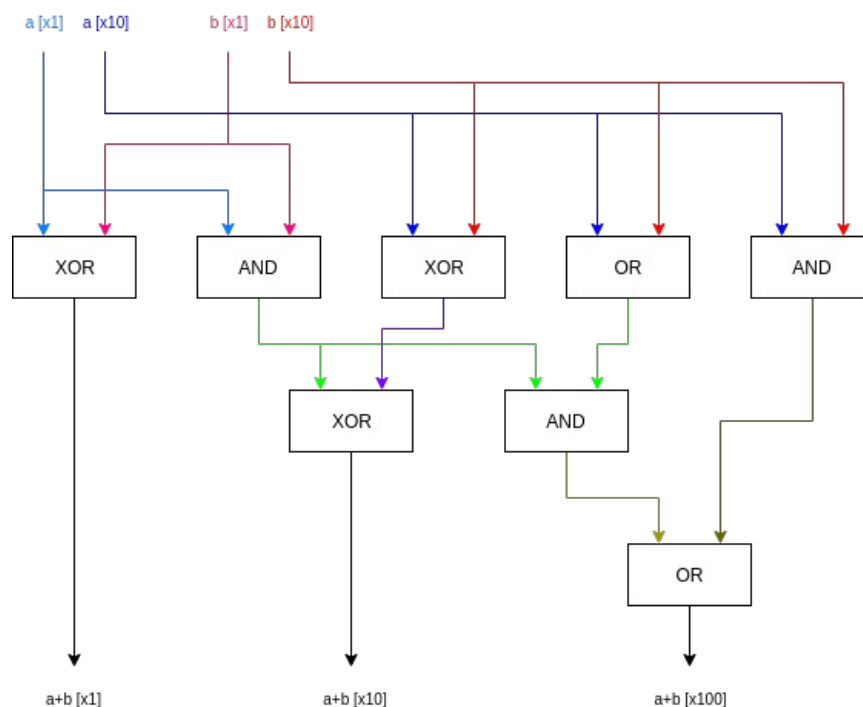 a [x1] a [x10] b [x1] b [x10]
XOR AND XOR OR AND
XOR AND
OR
a+b [x1] a+b [x10] a+b [x100]